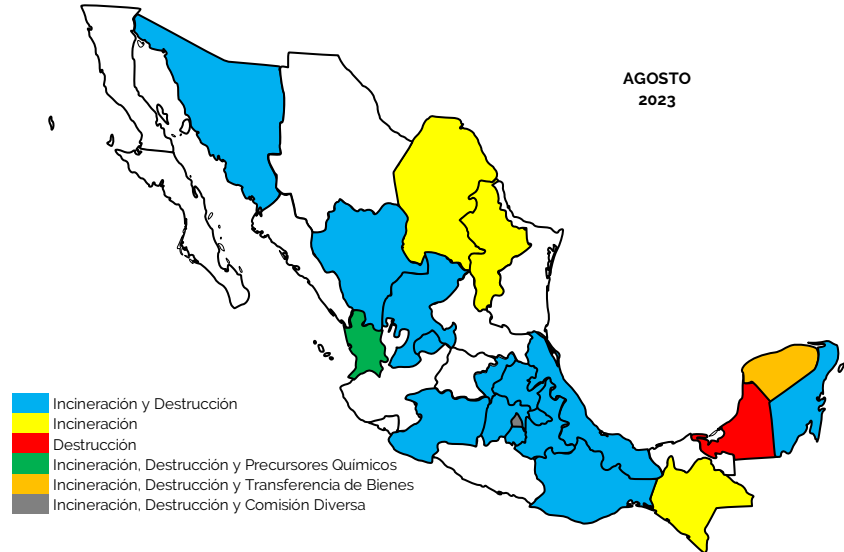 AGOSTO
2023
Incineración y Destrucción
Incineración
Destrucción
Incineración, Destrucción y Precursores Químicos
Incineración, Destrucción y Transferencia de Bienes
Incineración, Destrucción y Comisión Diversa